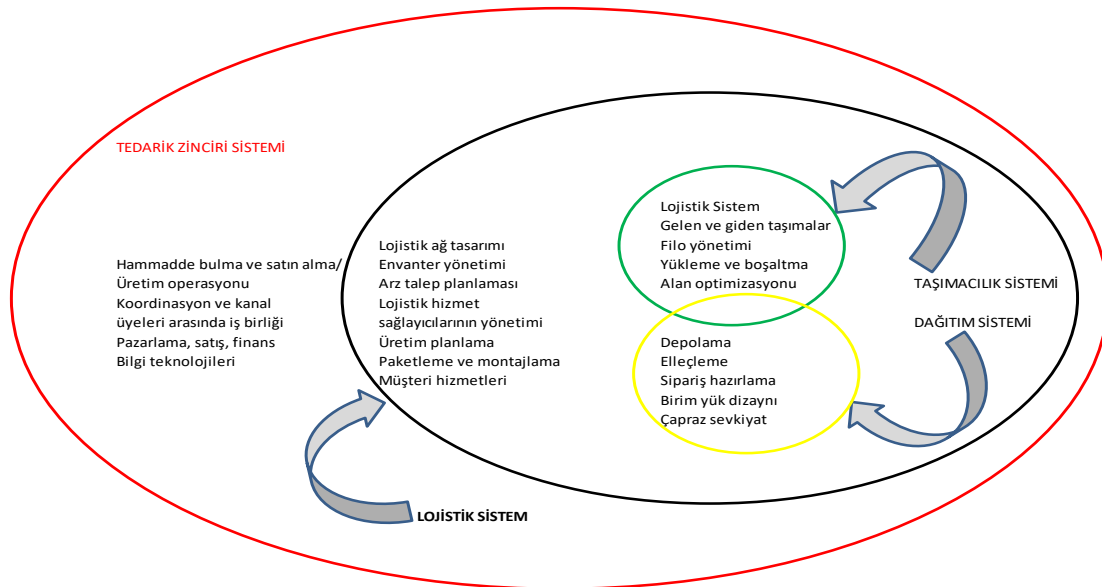 TEDARİK ZİNCİRİ SİSTEMİ
Hammadde bulma ve satın alma/
Üretim operasyonu
Koordinasyon ve kanal
üyeleri arasında iş birliği
Pazarlama, satış, finans
Bilgi teknolojileri
Lojistik ağ tasarımı
Envanter yönetimi
Arz talep planlaması
Lojistik hizmet
sağlayıcılarının yönetimi
Üretim planlama
Paketleme ve montajlama
Müşteri hizmetleri
Lojistik Sistem
Gelen ve giden taşımalar
Filo yönetimi
Yükleme ve boşaltma
Alan optimizasyonu
Depolama
Elleçleme
Sipariş hazırlama
Birim yük dizaynı
Çapraz sevkiyat
TAŞIMACILIK SİSTEMİ
DAĞITIM SİSTEMİ
LOJİSTİK SİSTEM